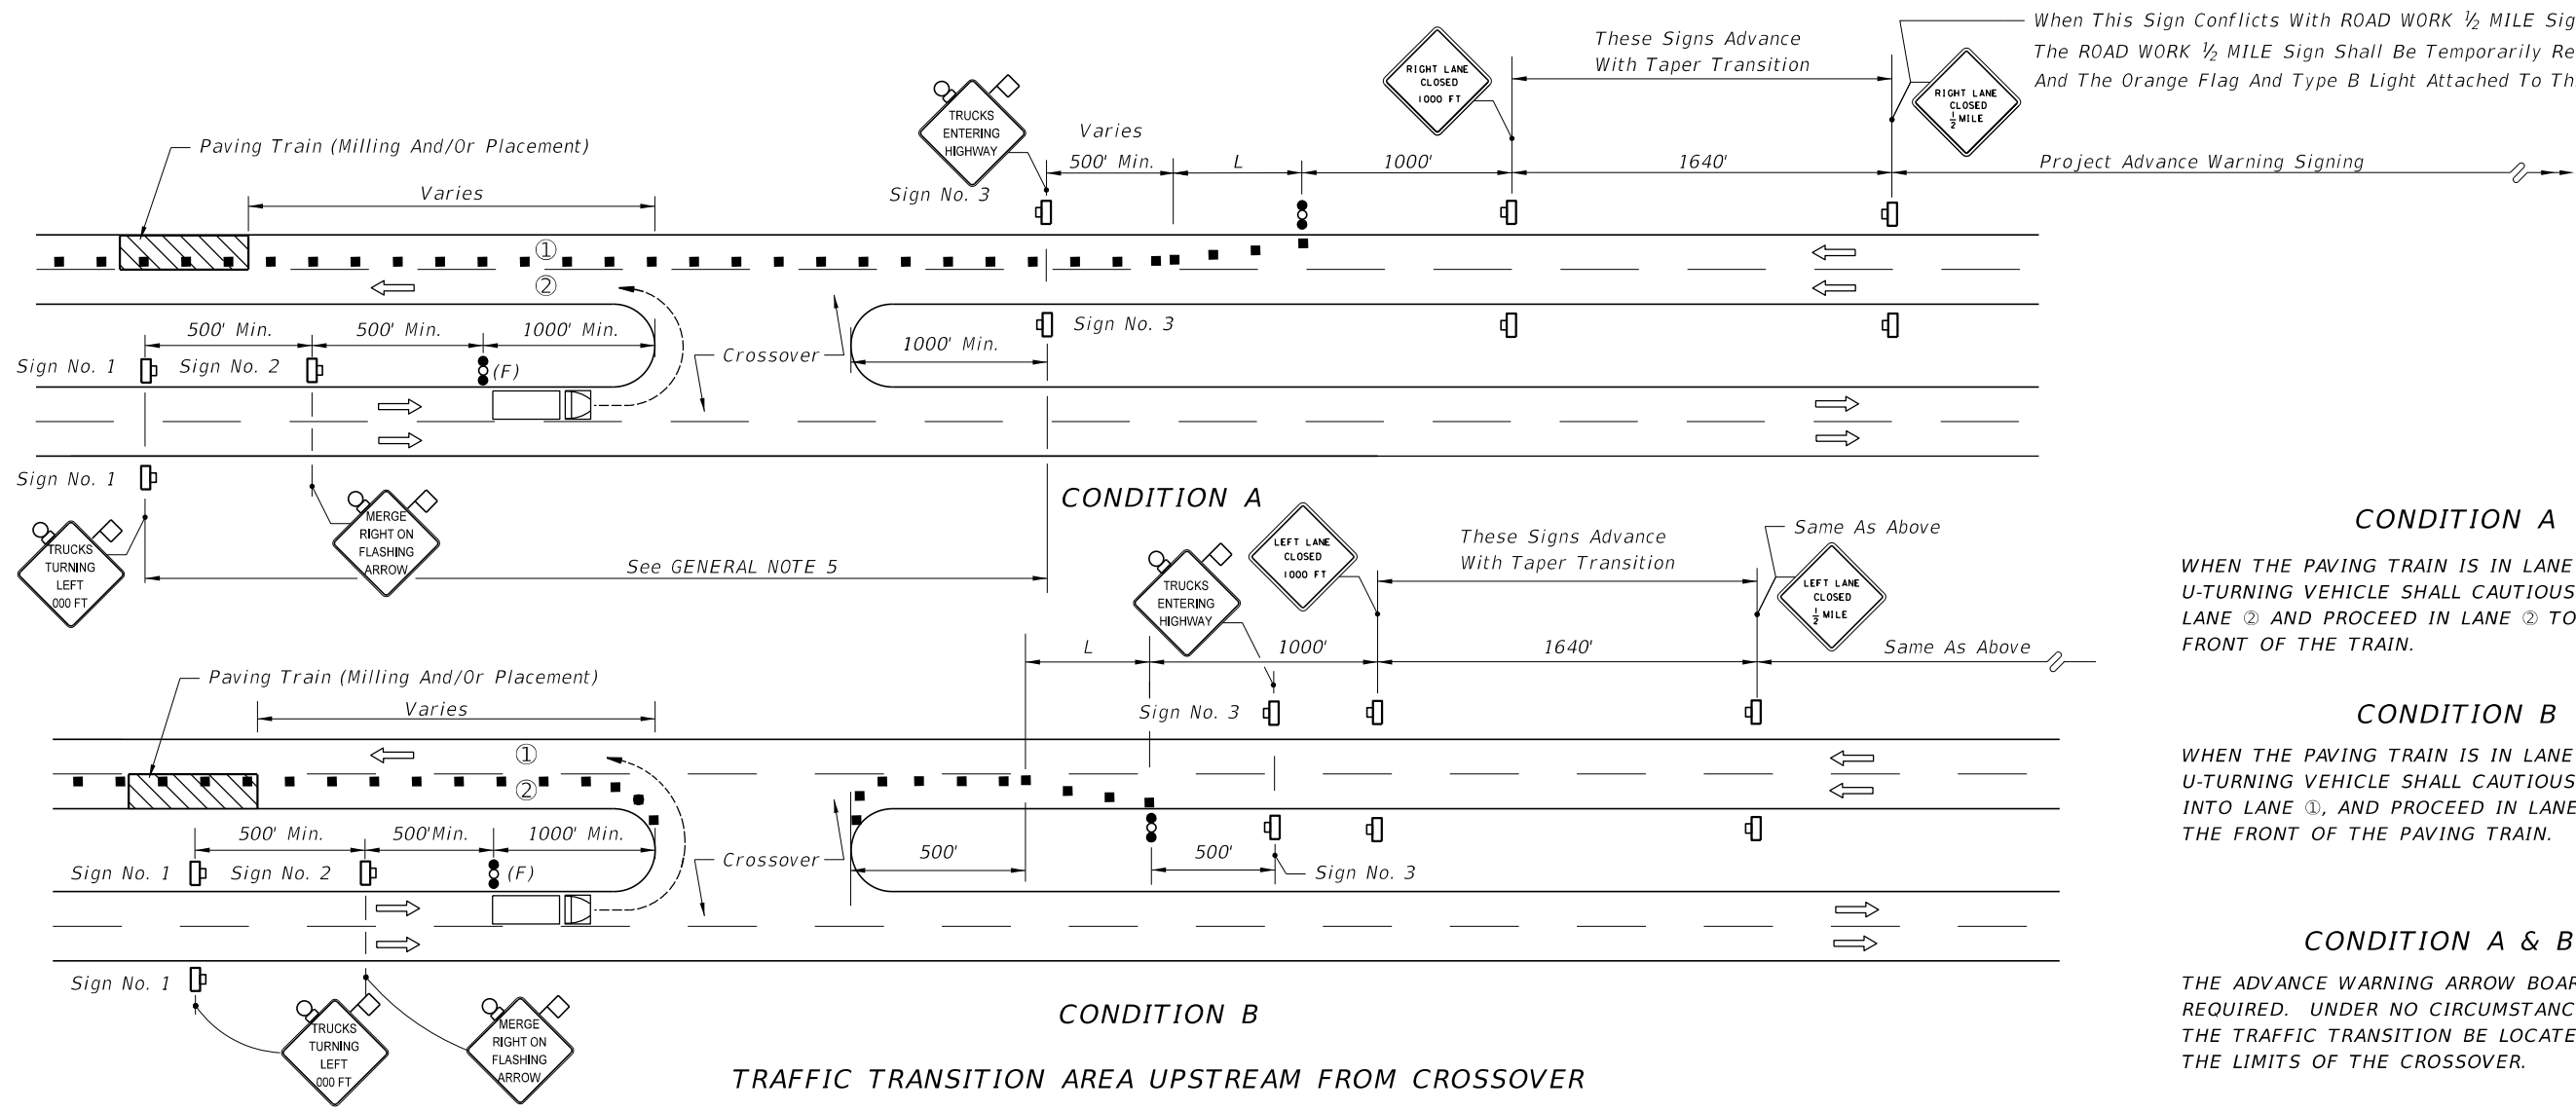 When This Sign Conflicts With ROAD WORK ½ MILE
The ROAD WORK ½ MILE Sign Shall Be Temporarily
And The Orange Flag And Type B Light Attached To
These Signs Advance
With Taper Transition
RIGHT LANE
CLOSED
1000 FT
RIGHT LANE
CLOSED
½ MILE
TRUCKS
ENTERING
HIGHWAY
Varies
Paving Train (Milling And/Or Placement)
500' Min.
L
1000'
1640'
Project Advance Warning Signing
Varies
Sign No. 3
①
②
500' Min.
500' Min.
1000' Min.
Sign No. 3
Crossover
1000' Min.
Sign No. 1
Sign No. 2
(F)
Sign No. 1
CONDITION A
MERGE
RIGHT ON
FLASHING
ARROW
TRUCKS
TURNING
LEFT
000 FT
See GENERAL NOTE 5
These Signs Advance
With Taper Transition
Same As Above
LEFT LANE
CLOSED
1000 FT
LEFT LANE
CLOSED
½ MILE
TRUCKS
ENTERING
HIGHWAY
L
1000'
1640'
Same As Above
Paving Train (Milling And/Or Placement)
Varies
Sign No. 3
①
②
500' Min.
500'Min.
1000' Min.
Crossover
500'
500'
Sign No. 1
Sign No. 2
(F)
Sign No. 3
Sign No. 1
TRUCKS
TURNING
LEFT
000 FT
MERGE
RIGHT ON
FLASHING
ARROW
CONDITION B
TRAFFIC TRANSITION AREA UPSTREAM FROM CROSSOVER
CONDITION A
WHEN THE PAVING TRAIN IS IN LANE
U-TURNING VEHICLE SHALL
LANE ② AND PROCEED IN LANE ② TO
FRONT OF THE TRAIN.
CONDITION B
WHEN THE PAVING TRAIN IS IN LANE
U-TURNING VEHICLE SHALL
INTO LANE ①, AND PROCEED IN LANE
THE FRONT OF THE PAVING TRAIN.
CONDITION A & B
THE ADVANCE WARNING ARROW
REQUIRED. UNDER NO
THE TRAFFIC TRANSITION BE
THE LIMITS OF THE CROSSOVER.